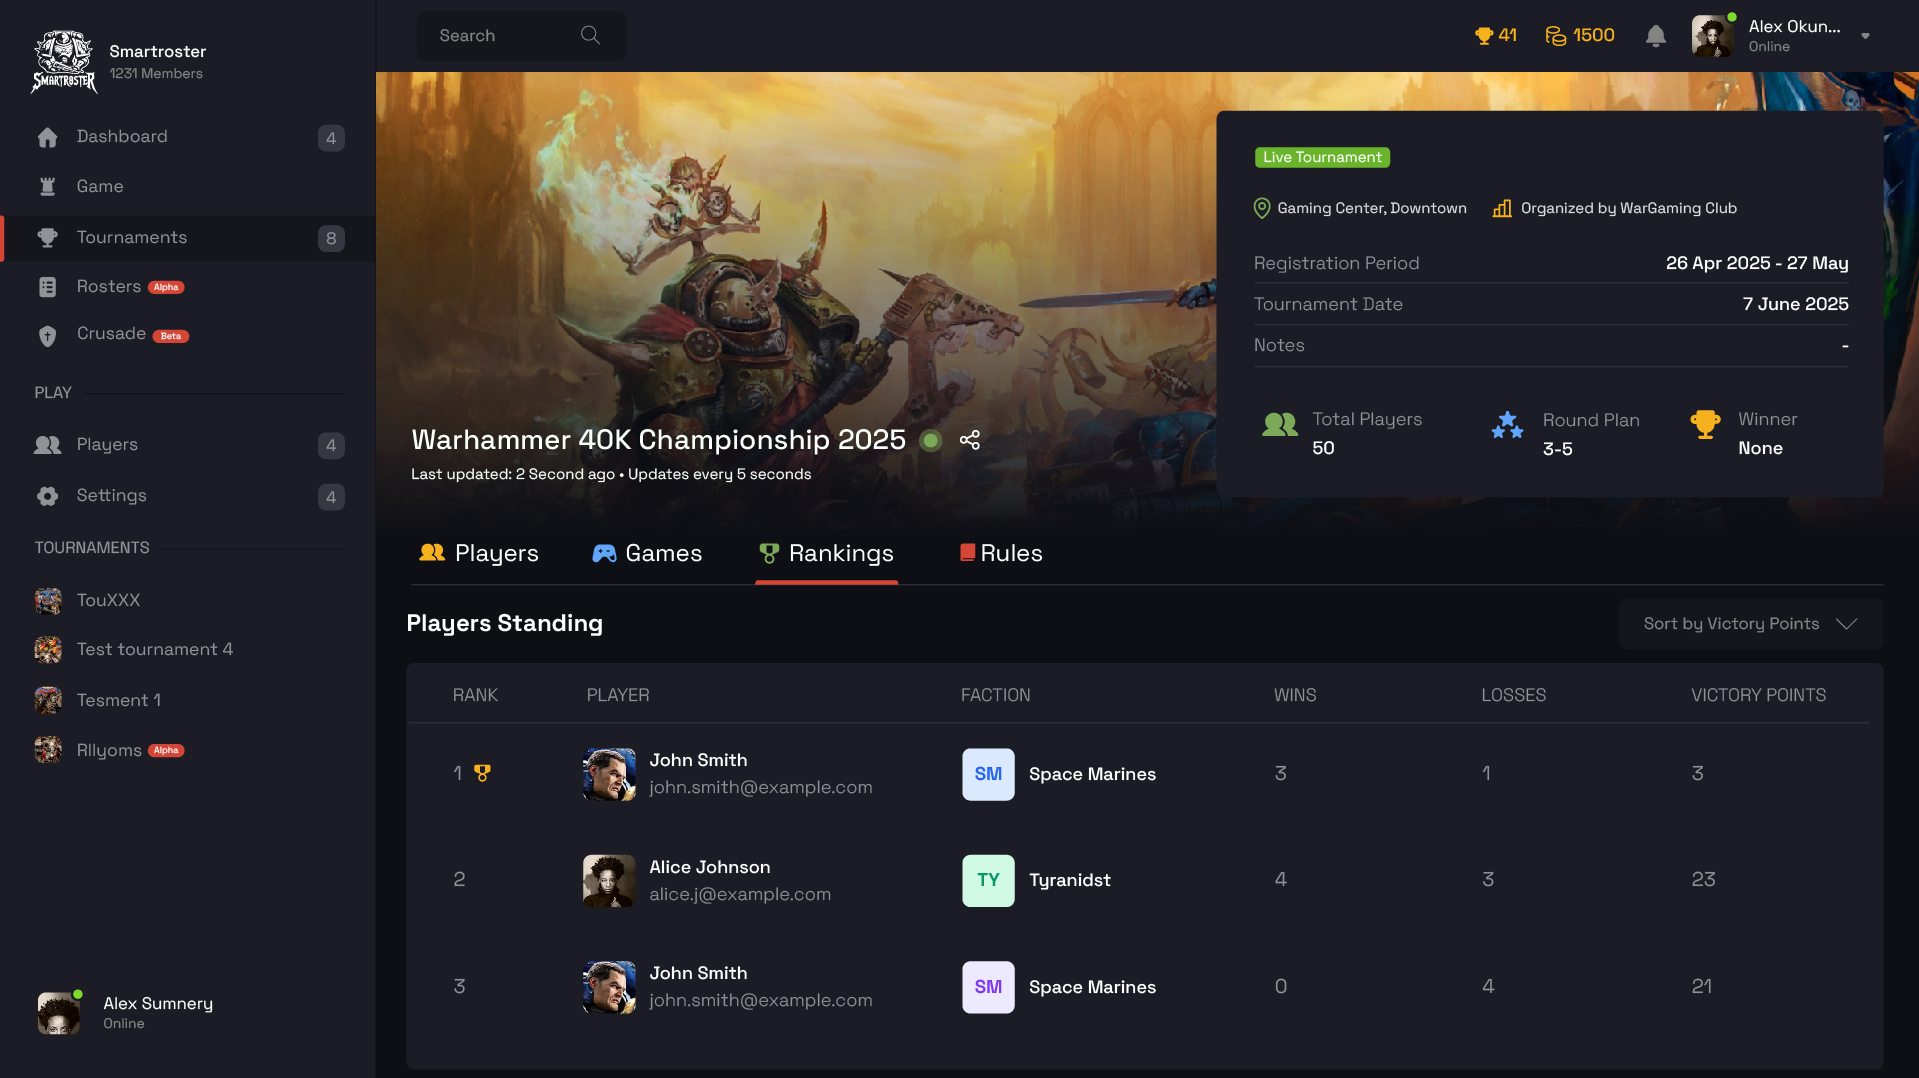 SMARTROSTER
Smartroster
1231 Members
Dashboard 4
Game
Tournaments 8
Rosters Alpha
Crusade Beta
PLAY
Players 4
Settings 4
TOURNAMENTS
TouXXX
Test tournament 4
Tesment 1
Rllyoms Alpha
Alex Sumnery
Online
Search
41
1500
Alex Okun...
Online
Live Tournament
Gaming Center, Downtown
Organized by WarGaming Club
Registration Period 26 Apr 2025 - 27 May
Tournament Date 7 June 2025
Notes -
Total Players
50
Round Plan
3-5
Winner
None
Warhammer 40K Championship 2025
Last updated: 2 Second ago • Updates every 5 seconds
Players
Games
Rankings
Rules
Players Standing
Sort by Victory Points
RANK PLAYER FACTION WINS LOSSES VICTORY POINTS
1 John Smith
john.smith@example.com
SM Space Marines 3 1 3
2 Alice Johnson
alice.j@example.com
TY Tyranidst 4 3 23
3 John Smith
john.smith@example.com
SM Space Marines 0 4 21